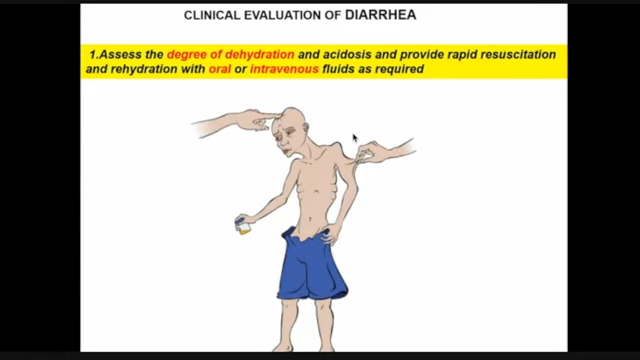 CLINICAL EVALUATION OF DIARRHEA
1.Assess the degree of dehydration and acidosis and provide rapid resuscitation
and rehydration with oral or intravenous fluids as required